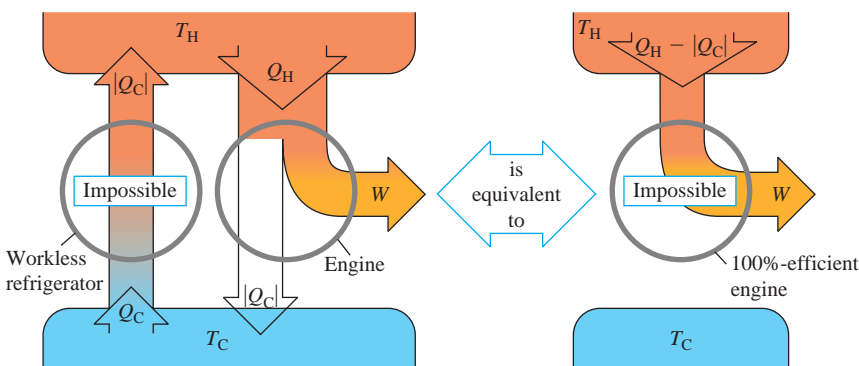 T_H
|Q_C|
Q_H
Impossible
W
Workless
refrigerator
Engine
Q_C
|Q_C|
T_C
is
equivalent
to
T_H
Q_H − |Q_C|
Impossible
W
100%-efficient
engine
T_C